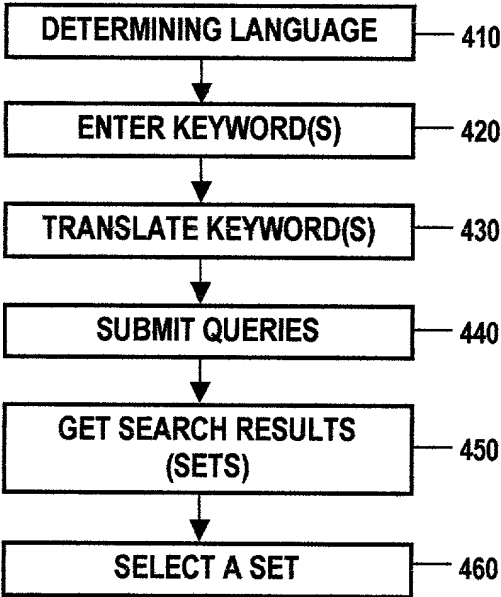 DETERMINING LANGUAGE 410
ENTER KEYWORD(S) 420
TRANSLATE KEYWORD(S) 430
SUBMIT QUERIES 440
GET SEARCH RESULTS
(SETS) 450
SELECT A SET 460